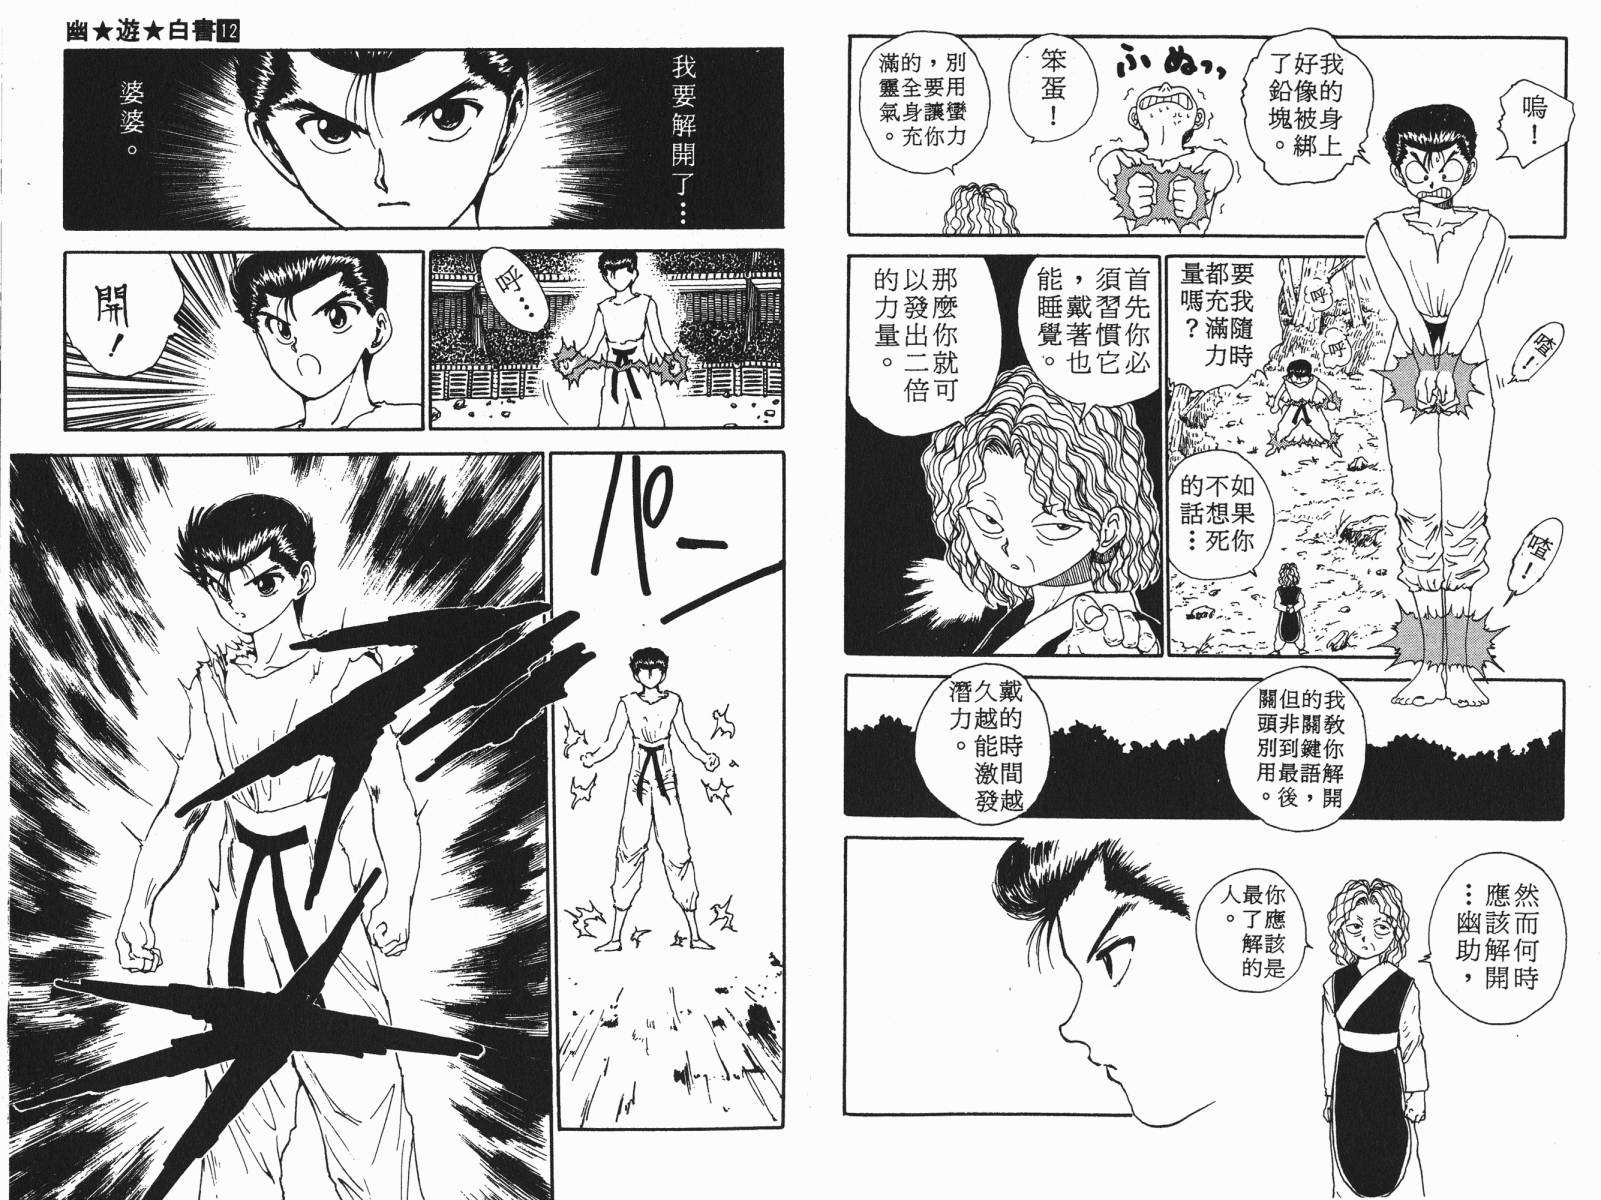 嗚！
我的身上
好像被綁
了鉛塊。
ふぬっっ
笨蛋！
別用蠻力
，要讓你
的全身充
滿靈氣。
喳！
喳！
要我隨時
都充滿力
量嗎？
呼
呼
如果你
不想死
的話…
首先你必
須習慣它
，戴著也
能睡覺。
那麼你就可
以發出二倍
的力量。
我教你解開
的關鍵語，
但非到最後
關頭別用。
戴的時間越
久越能激發
潛力。
然而何時
應該解開
…幽助，
你應該是
最了解的
人。
幽★遊★白書12
我要解開了…
婆婆。
呼…
開！